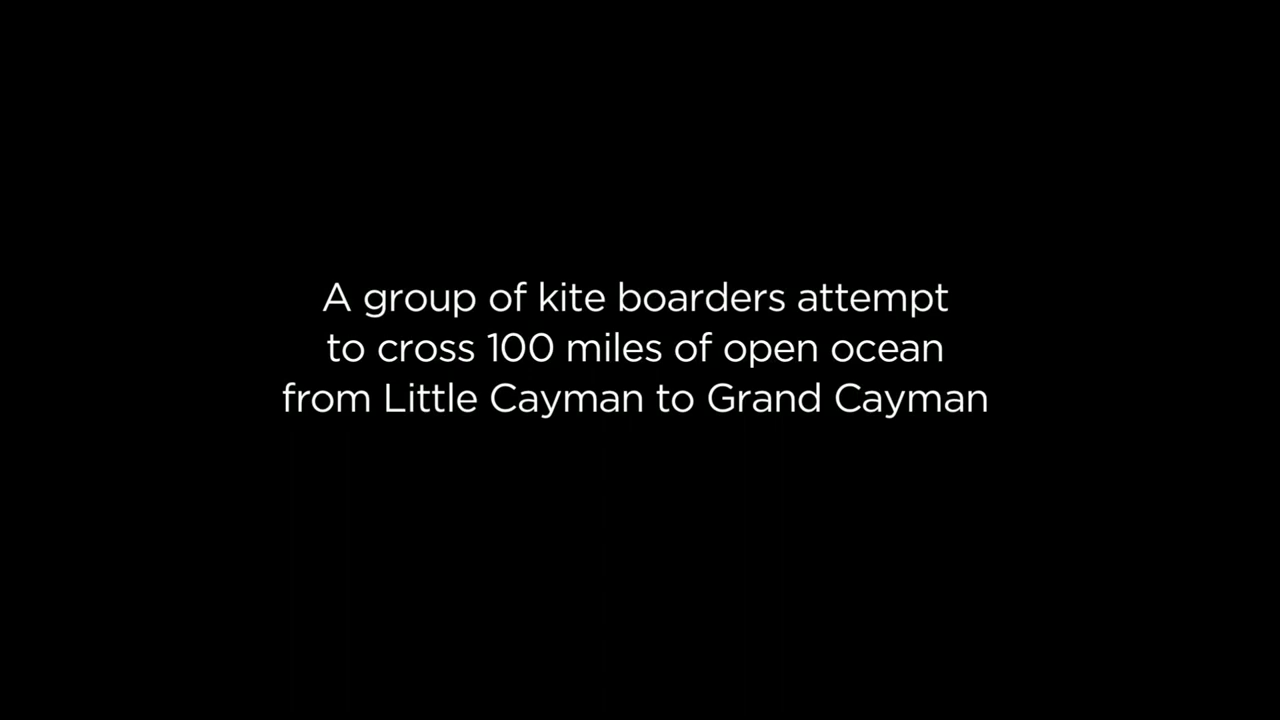 A group of kite boarders attempt
to cross 100 miles of open ocean
from Little Cayman to Grand Cayman